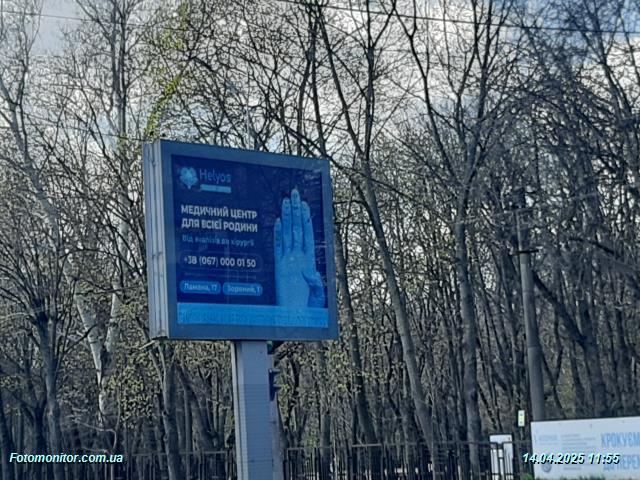 Helyos
МЕДИЧНИЙ ЦЕНТР
ДЛЯ ВСІЄЇ РОДИНИ
Від аналізів до хірургії
+38 (067) 000 01 50
Ламана, 17 Зоряний, 1
КРОКУЄМ
Fotomonitor.com.ua
14.04.2025 11:55